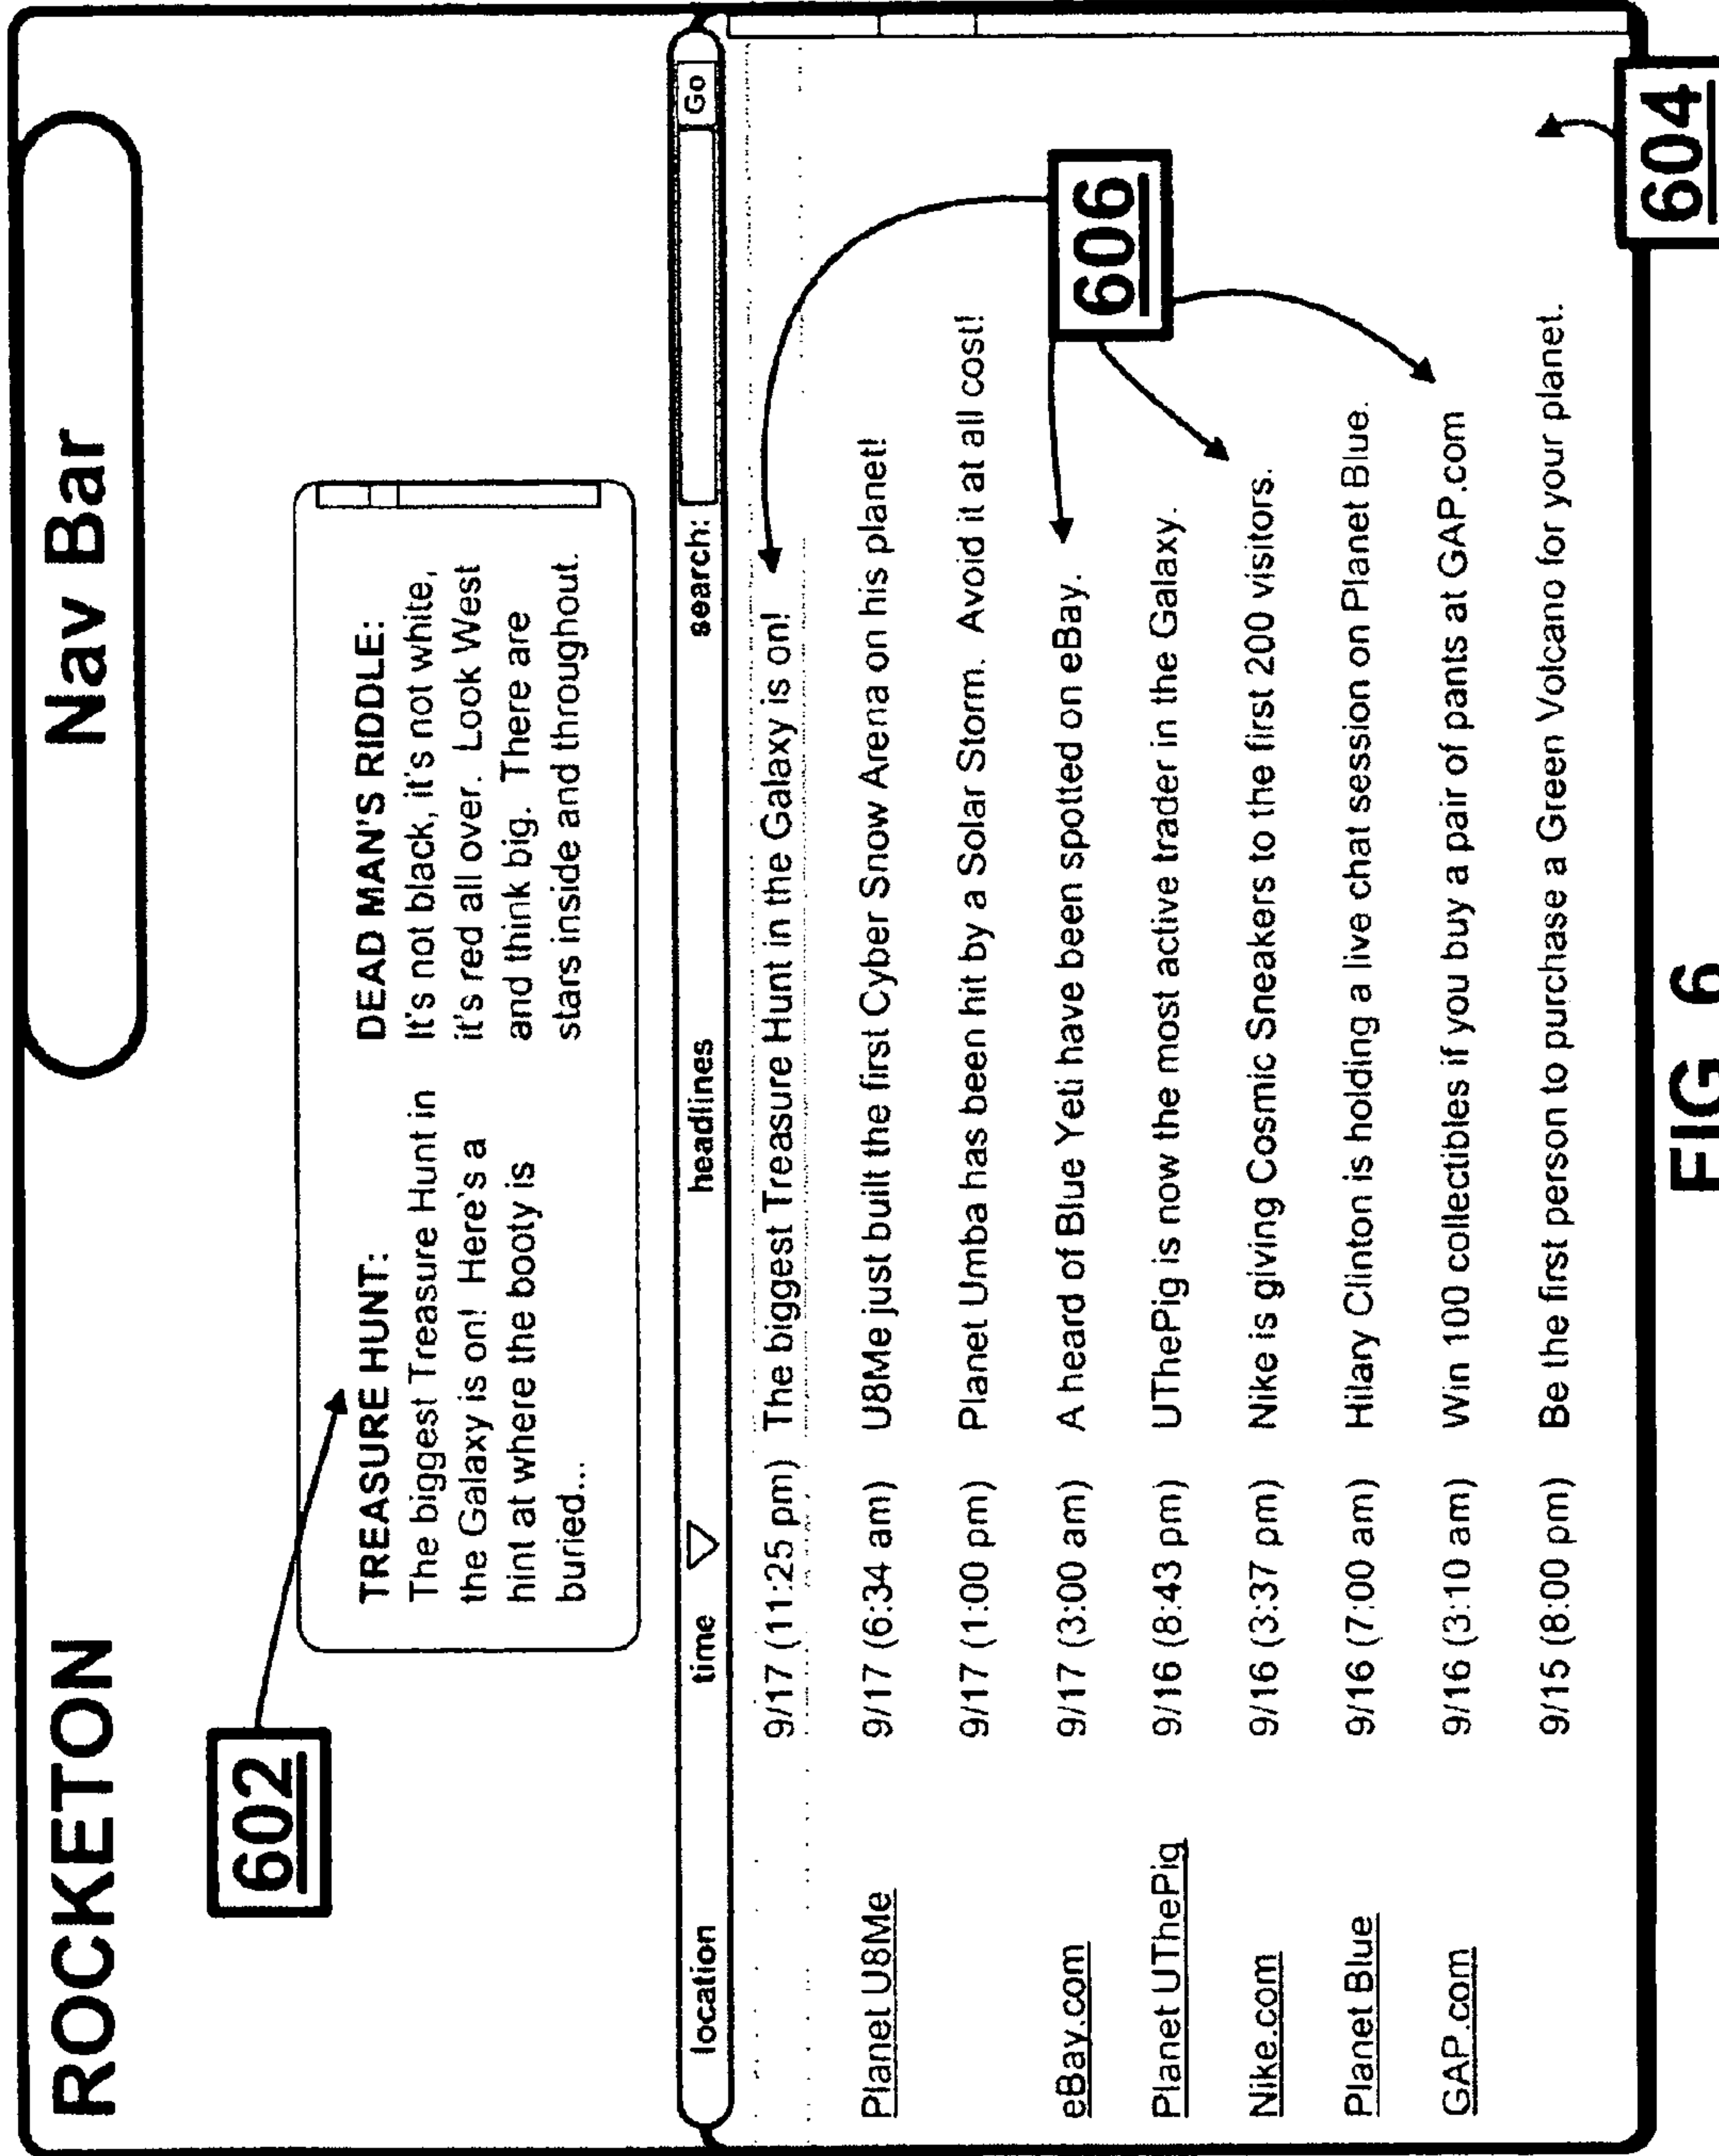 ROCKETON
Nav Bar
602
TREASURE HUNT:
The biggest Treasure Hunt in
the Galaxy is on! Here's a
hint at where the booty is
buried...
DEAD MAN'S RIDDLE:
It's not black, it's not white,
it's red all over. Look West
and think big. There are
stars inside and throughout.
location time headlines search: Go
9/17 (11:25 pm) The biggest Treasure Hunt in the Galaxy is on!
Planet U8Me 9/17 (6:34 am) U8Me just built the first Cyber Snow Arena on his planet!
9/17 (1:00 pm) Planet Umba has been hit by a Solar Storm. Avoid it at all cost!
eBay.com 9/17 (3:00 am) A heard of Blue Yeti have been spotted on eBay.
Planet UThePig 9/16 (8:43 pm) UThePig is now the most active trader in the Galaxy.
Nike.com 9/16 (3:37 pm) Nike is giving Cosmic Sneakers to the first 200 visitors.
Planet Blue 9/16 (7:00 am) Hilary Clinton is holding a live chat session on Planet Blue.
GAP.com 9/16 (3:10 am) Win 100 collectibles if you buy a pair of pants at GAP.com
9/15 (8:00 pm) Be the first person to purchase a Green Volcano for your planet.
606
604
FIG 6